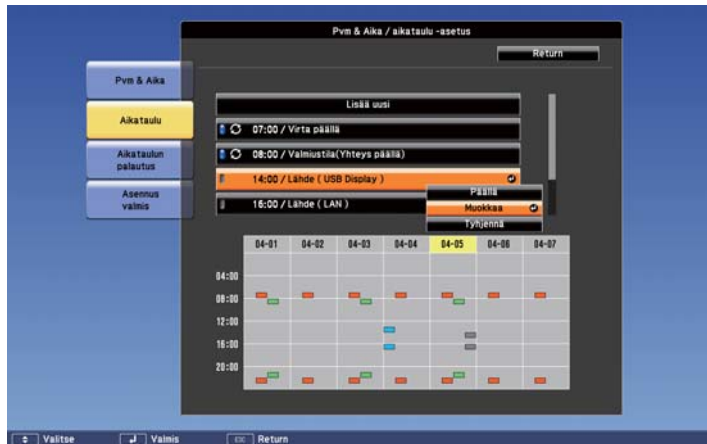 Pvm & Aika / aikataulu -asetus
Return
Pvm & Aika
Aikataulu
Aikataulun
palautus
Asennus
valmis
Lisää uusi
07:00 / Virta päällä
08:00 / Valmiustila(Yhteys päällä)
14:00 / Lähde ( USB Display )
16:00 / Lähde ( LAN )
Päällä
Muokkaa
Tyhjennä
04-01 04-02 04-03 04-04 04-05 04-06 04-07
04:00
08:00
12:00
16:00
20:00
Valitse Valmis Esc Return